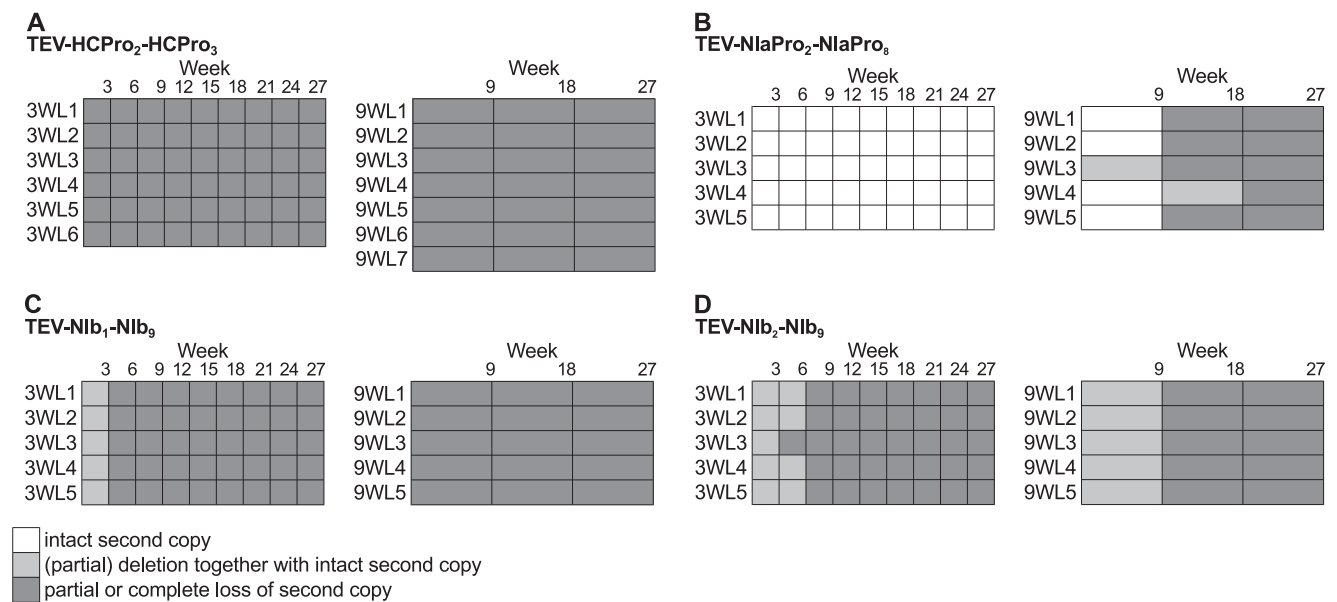 A
TEV-HCPro₂-HCPro₃
Week
3 6 9 12 15 18 21 24 27
3WL1
3WL2
3WL3
3WL4
3WL5
3WL6
Week
9 18 27
9WL1
9WL2
9WL3
9WL4
9WL5
9WL6
9WL7
B
TEV-NIaPro₂-NIaPro₈
Week
3 6 9 12 15 18 21 24 27
3WL1
3WL2
3WL3
3WL4
3WL5
Week
9 18 27
9WL1
9WL2
9WL3
9WL4
9WL5
C
TEV-NIb₁-NIb₉
Week
3 6 9 12 15 18 21 24 27
3WL1
3WL2
3WL3
3WL4
3WL5
Week
9 18 27
9WL1
9WL2
9WL3
9WL4
9WL5
D
TEV-NIb₂-NIb₉
Week
3 6 9 12 15 18 21 24 27
3WL1
3WL2
3WL3
3WL4
3WL5
Week
9 18 27
9WL1
9WL2
9WL3
9WL4
9WL5
intact second copy
(partial) deletion together with intact second copy
partial or complete loss of second copy